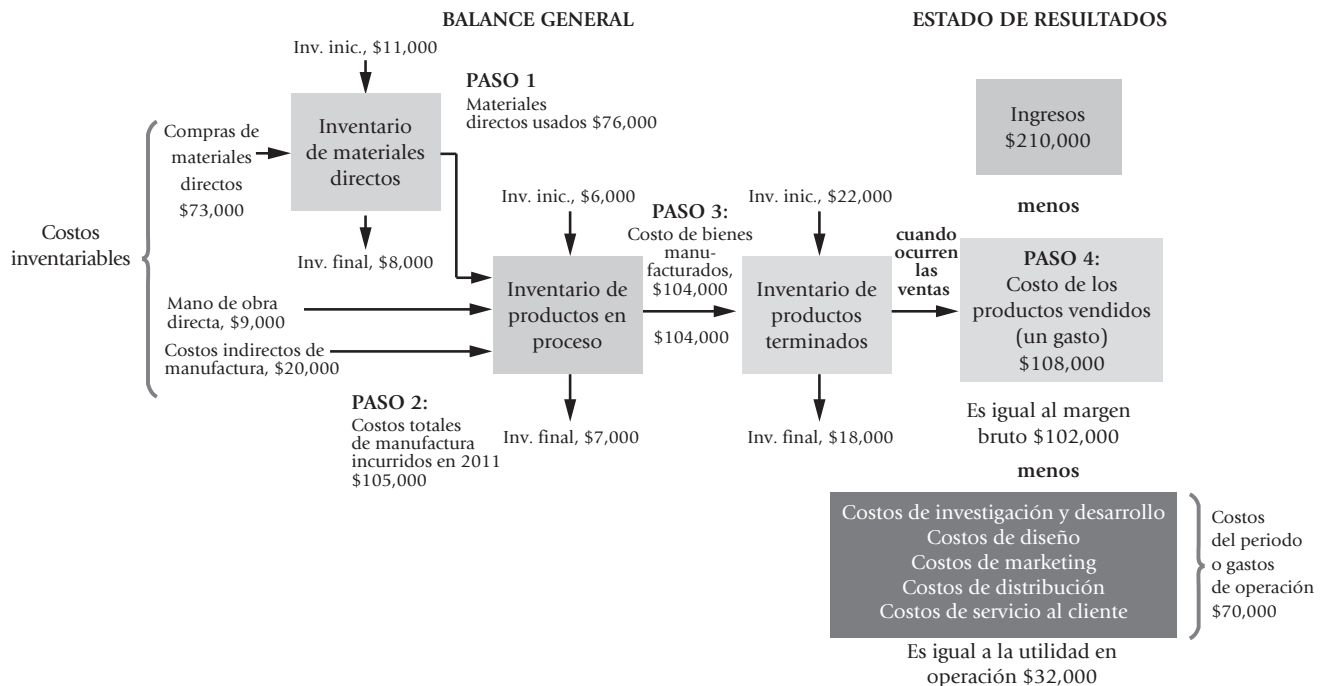 BALANCE GENERAL
ESTADO DE RESULTADOS
Inv. inic., $11,000
PASO 1
Materiales
directos usados $76,000
Compras de
materiales
directos
$73,000
Inventario
de materiales
directos
Inv. final, $8,000
Costos
inventariables
Mano de obra
directa, $9,000
Costos indirectos de
manufactura, $20,000
PASO 2:
Costos totales
de manufactura
incurridos en 2011
$105,000
Inv. inic., $6,000
Inventario de
productos en
proceso
Inv. final, $7,000
PASO 3:
Costo de bienes
manu-
facturados,
$104,000
$104,000
Inv. inic., $22,000
Inventario de
productos
terminados
Inv. final, $18,000
cuando
ocurren
las
ventas
Ingresos
$210,000
menos
PASO 4:
Costo de los
productos vendidos
(un gasto)
$108,000
Es igual al margen
bruto $102,000
menos
Costos de investigación y desarrollo
Costos de diseño
Costos de marketing
Costos de distribución
Costos de servicio al cliente
Costos
del periodo
o gastos
de operación
$70,000
Es igual a la utilidad en
operación $32,000